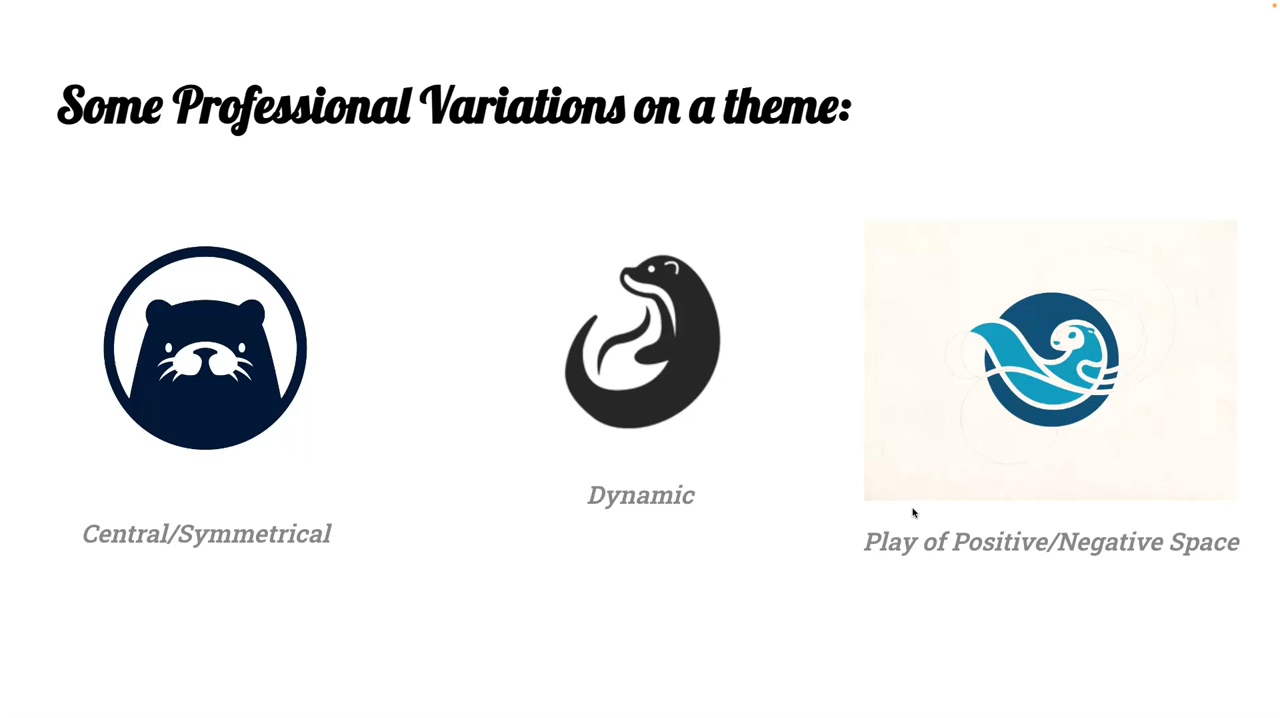 Some Professional Variations on a theme:
Central/Symmetrical
Dynamic
Play of Positive/Negative Space